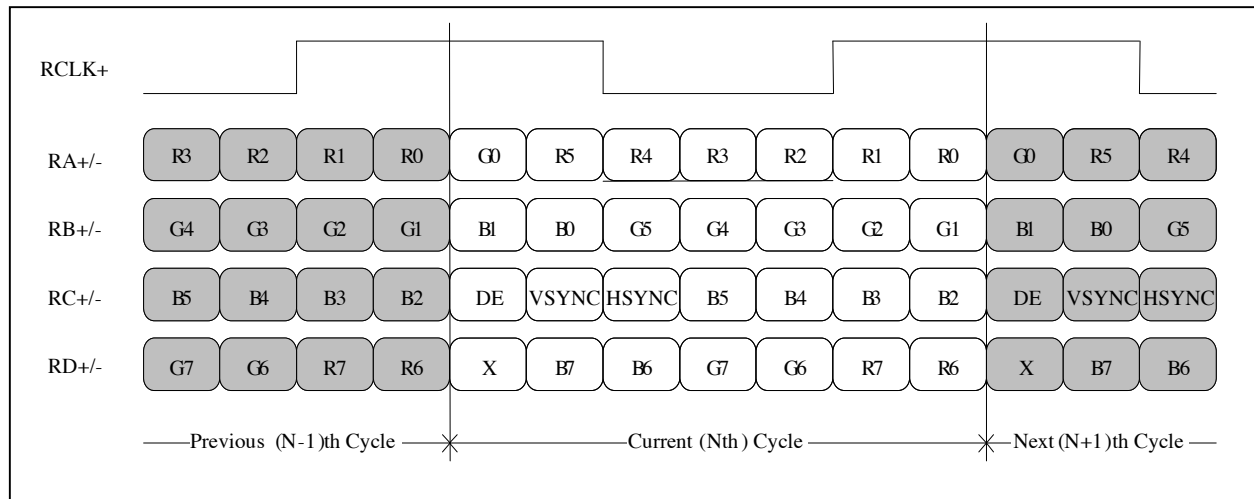 RCLK+
RA+/- R3 R2 R1 R0 G0 R5 R4 R3 R2 R1 R0 G0 R5 R4
RB+/- G4 G3 G2 G1 B1 B0 G5 G4 G3 G2 G1 B1 B0 G5
RC+/- B5 B4 B3 B2 DE VSYNC HSYNC B5 B4 B3 B2 DE VSYNC HSYNC
RD+/- G7 G6 R7 R6 X B7 B6 G7 G6 R7 R6 X B7 B6
Previous (N-1)th Cycle Current (Nth) Cycle Next (N+1)th Cycle